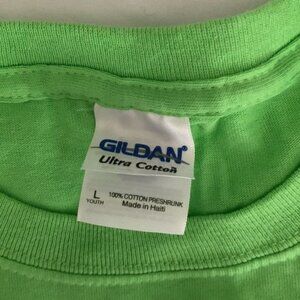 GILDAN®
Ultra Cotton
L 100% COTTON PRESHRUNK
YOUTH Made in Haiti